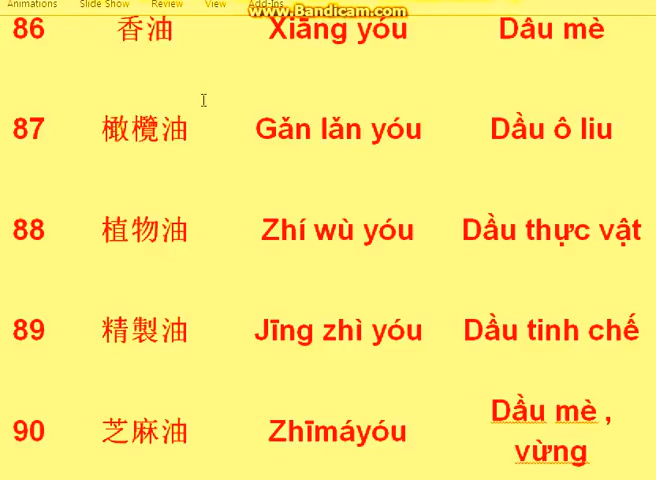 Animations Slide Show Review View Add-Ins
www.Bandicam.com
86 香油 Xiāng yóu Dầu mè
87 橄欖油 Gǎn lǎn yóu Dầu ô liu
88 植物油 Zhí wù yóu Dầu thực vật
89 精製油 Jīng zhì yóu Dầu tinh chế
90 芝麻油 Zhīmáyóu Dầu mè ,
vừng